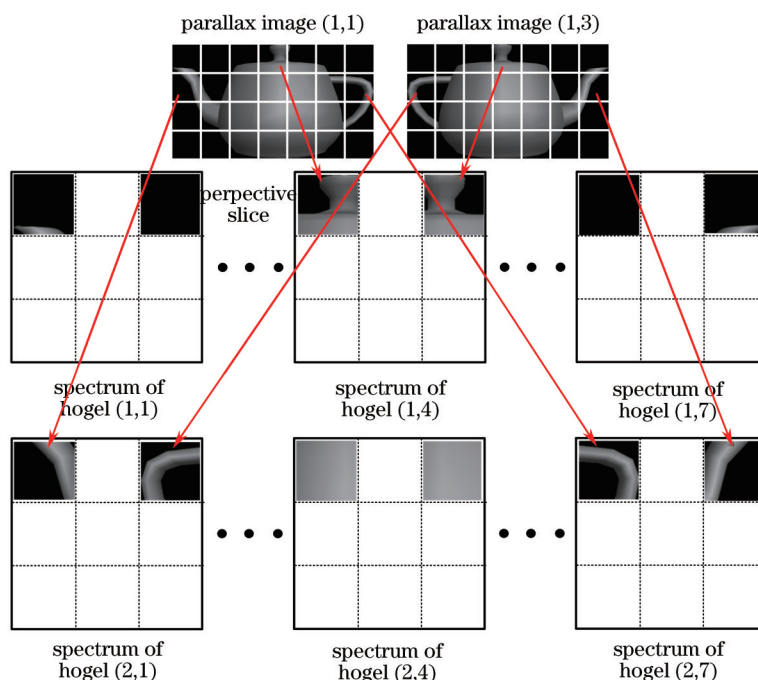 parallax image (1,1)
parallax image (1,3)
perpective
slice
spectrum of
hogel (1,1)
spectrum of
hogel (1,4)
spectrum of
hogel (1,7)
spectrum of
hogel (2,1)
spectrum of
hogel (2,4)
spectrum of
hogel (2,7)